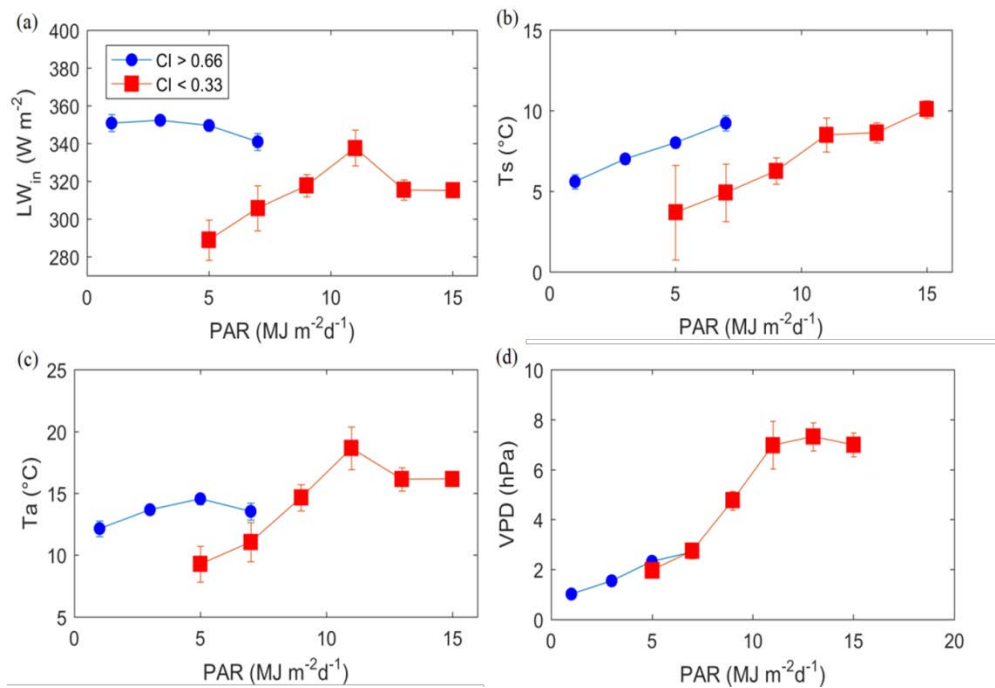 (a)
400
380
360
340
320
300
280
LW_in (W m^-2)
CI > 0.66
CI < 0.33
0 5 10 15
PAR (MJ m^-2d^-1)
(b)
15
10
5
0
Ts (°C)
0 5 10 15
PAR (MJ m^-2d^-1)
(c)
25
20
15
10
5
Ta (°C)
0 5 10 15
PAR (MJ m^-2d^-1)
(d)
10
8
6
4
2
0
VPD (hPa)
0 5 10 15 20
PAR (MJ m^-2d^-1)